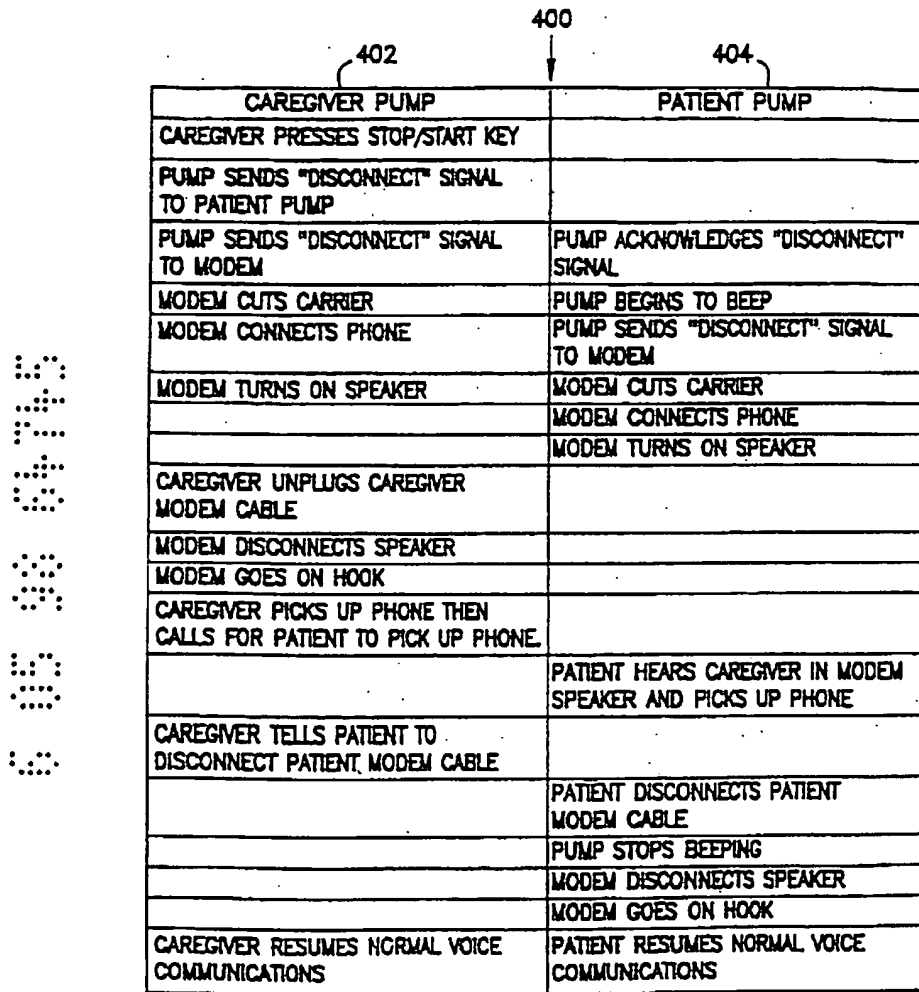 400
402
404
CAREGIVER PUMP
PATIENT PUMP
CAREGIVER PRESSES STOP/START KEY
PUMP SENDS "DISCONNECT" SIGNAL
TO PATIENT PUMP
PUMP SENDS "DISCONNECT" SIGNAL
TO MODEM
PUMP ACKNOWLEDGES "DISCONNECT"
SIGNAL
MODEM CUTS CARRIER
PUMP BEGINS TO BEEP
MODEM CONNECTS PHONE
PUMP SENDS "DISCONNECT" SIGNAL
TO MODEM
MODEM TURNS ON SPEAKER
MODEM CUTS CARRIER
MODEM CONNECTS PHONE
MODEM TURNS ON SPEAKER
CAREGIVER UNPLUGS CAREGIVER
MODEM CABLE
MODEM DISCONNECTS SPEAKER
MODEM GOES ON HOOK
CAREGIVER PICKS UP PHONE THEN
CALLS FOR PATIENT TO PICK UP PHONE.
PATIENT HEARS CAREGIVER IN MODEM
SPEAKER AND PICKS UP PHONE
CAREGIVER TELLS PATIENT TO
DISCONNECT PATIENT MODEM CABLE
PATIENT DISCONNECTS PATIENT
MODEM CABLE
PUMP STOPS BEEPING
MODEM DISCONNECTS SPEAKER
MODEM GOES ON HOOK
CAREGIVER RESUMES NORMAL VOICE
COMMUNICATIONS
PATIENT RESUMES NORMAL VOICE
COMMUNICATIONS